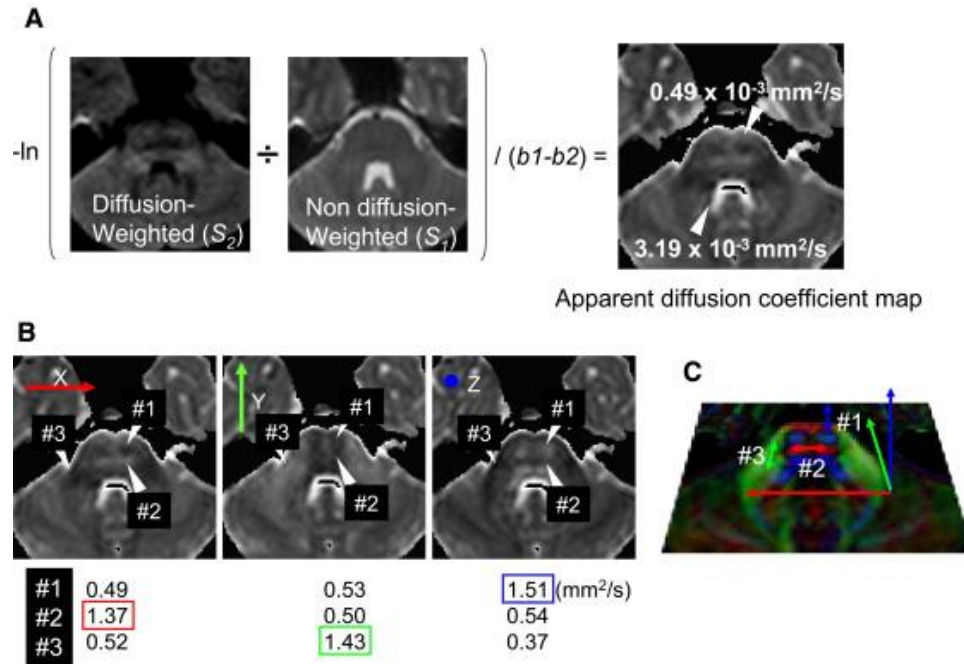 A
-ln
Diffusion-
Weighted (S₂)
÷
Non diffusion-
Weighted (S₁)
/ (b1-b2) =
0.49 x 10⁻³ mm²/s
3.19 x 10⁻³ mm²/s
Apparent diffusion coefficient map
B
X
#1
#3
#2
Y
#1
#3
#2
Z
#1
#3
#2
C
#1
#3
#2
#1 0.49 0.53 1.51 (mm²/s)
#2 1.37 0.50 0.54
#3 0.52 1.43 0.37